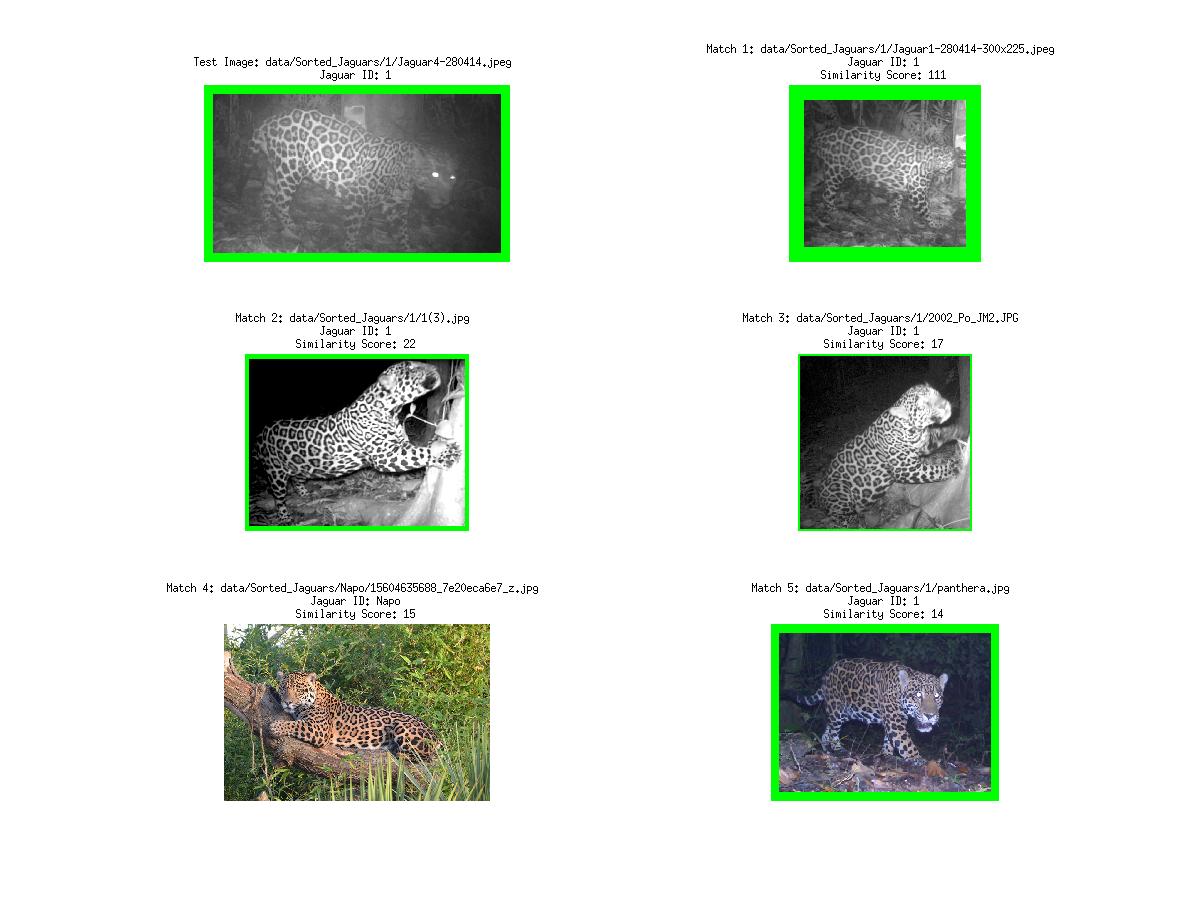 Test Image: data/Sorted_Jaguars/1/Jaguar4-280414.jpeg
Jaguar ID: 1
Match 1: data/Sorted_Jaguars/1/Jaguar1-280414-300x225.jpeg
Jaguar ID: 1
Similarity Score: 111
Match 2: data/Sorted_Jaguars/1/1(3).jpg
Jaguar ID: 1
Similarity Score: 22
Match 3: data/Sorted_Jaguars/1/2002_Po_JM2.JPG
Jaguar ID: 1
Similarity Score: 17
Match 4: data/Sorted_Jaguars/Napo/15604635688_7e20eca6e7_z.jpg
Jaguar ID: Napo
Similarity Score: 15
Match 5: data/Sorted_Jaguars/1/panthera.jpg
Jaguar ID: 1
Similarity Score: 14